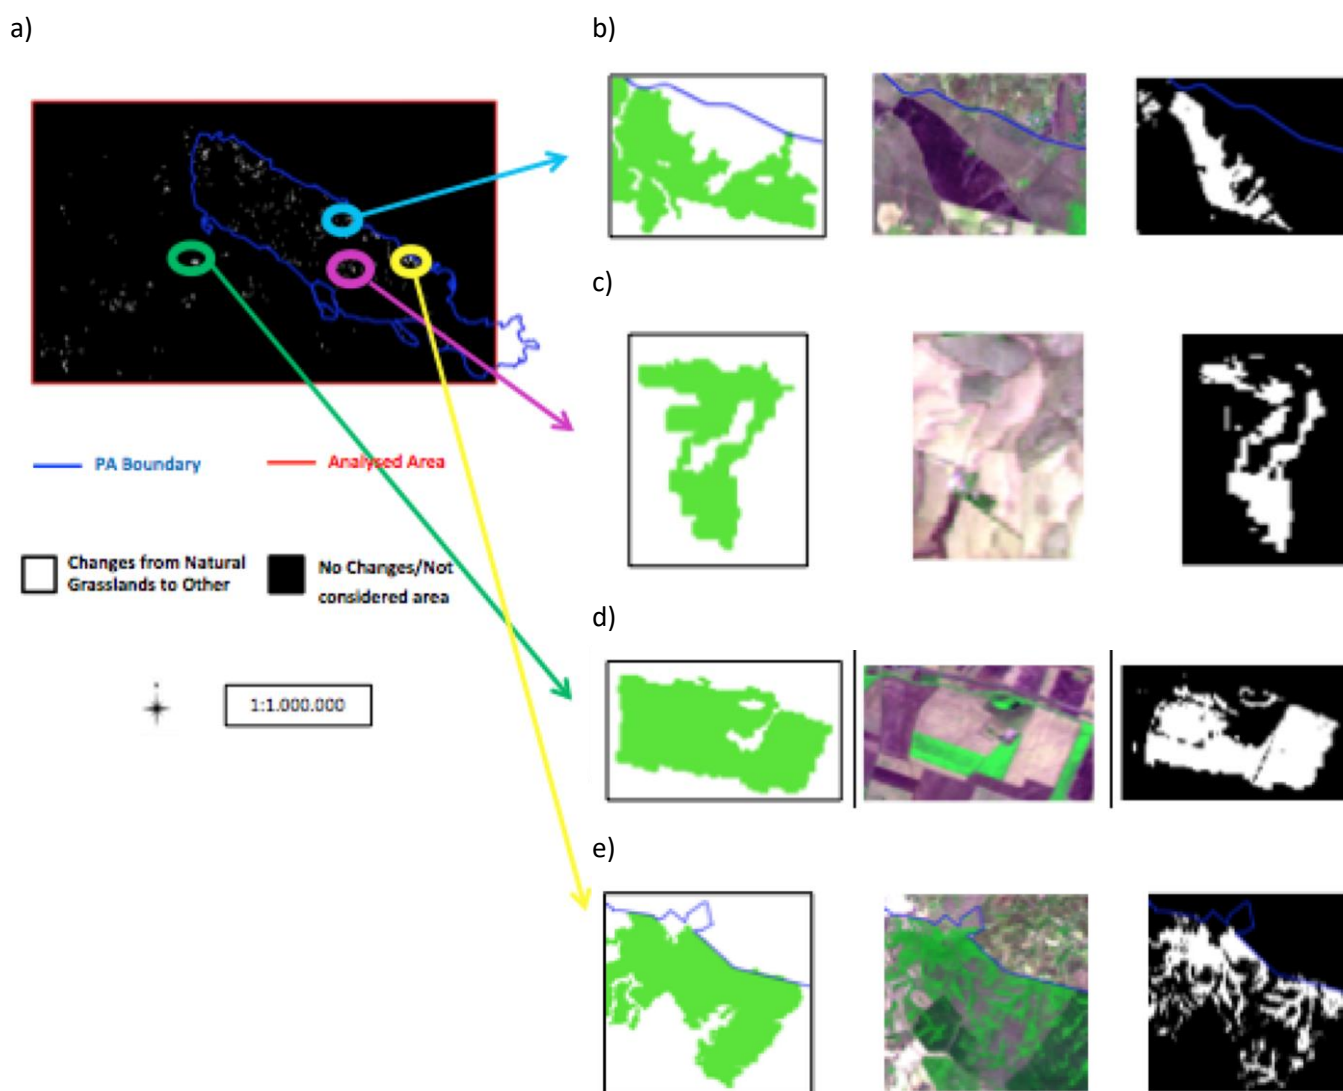 a)
b)
c)
PA Boundary
Analysed Area
Changes from Natural
Grasslands to Other
No Changes/Not
considered area
d)
1:1.000.000
e)